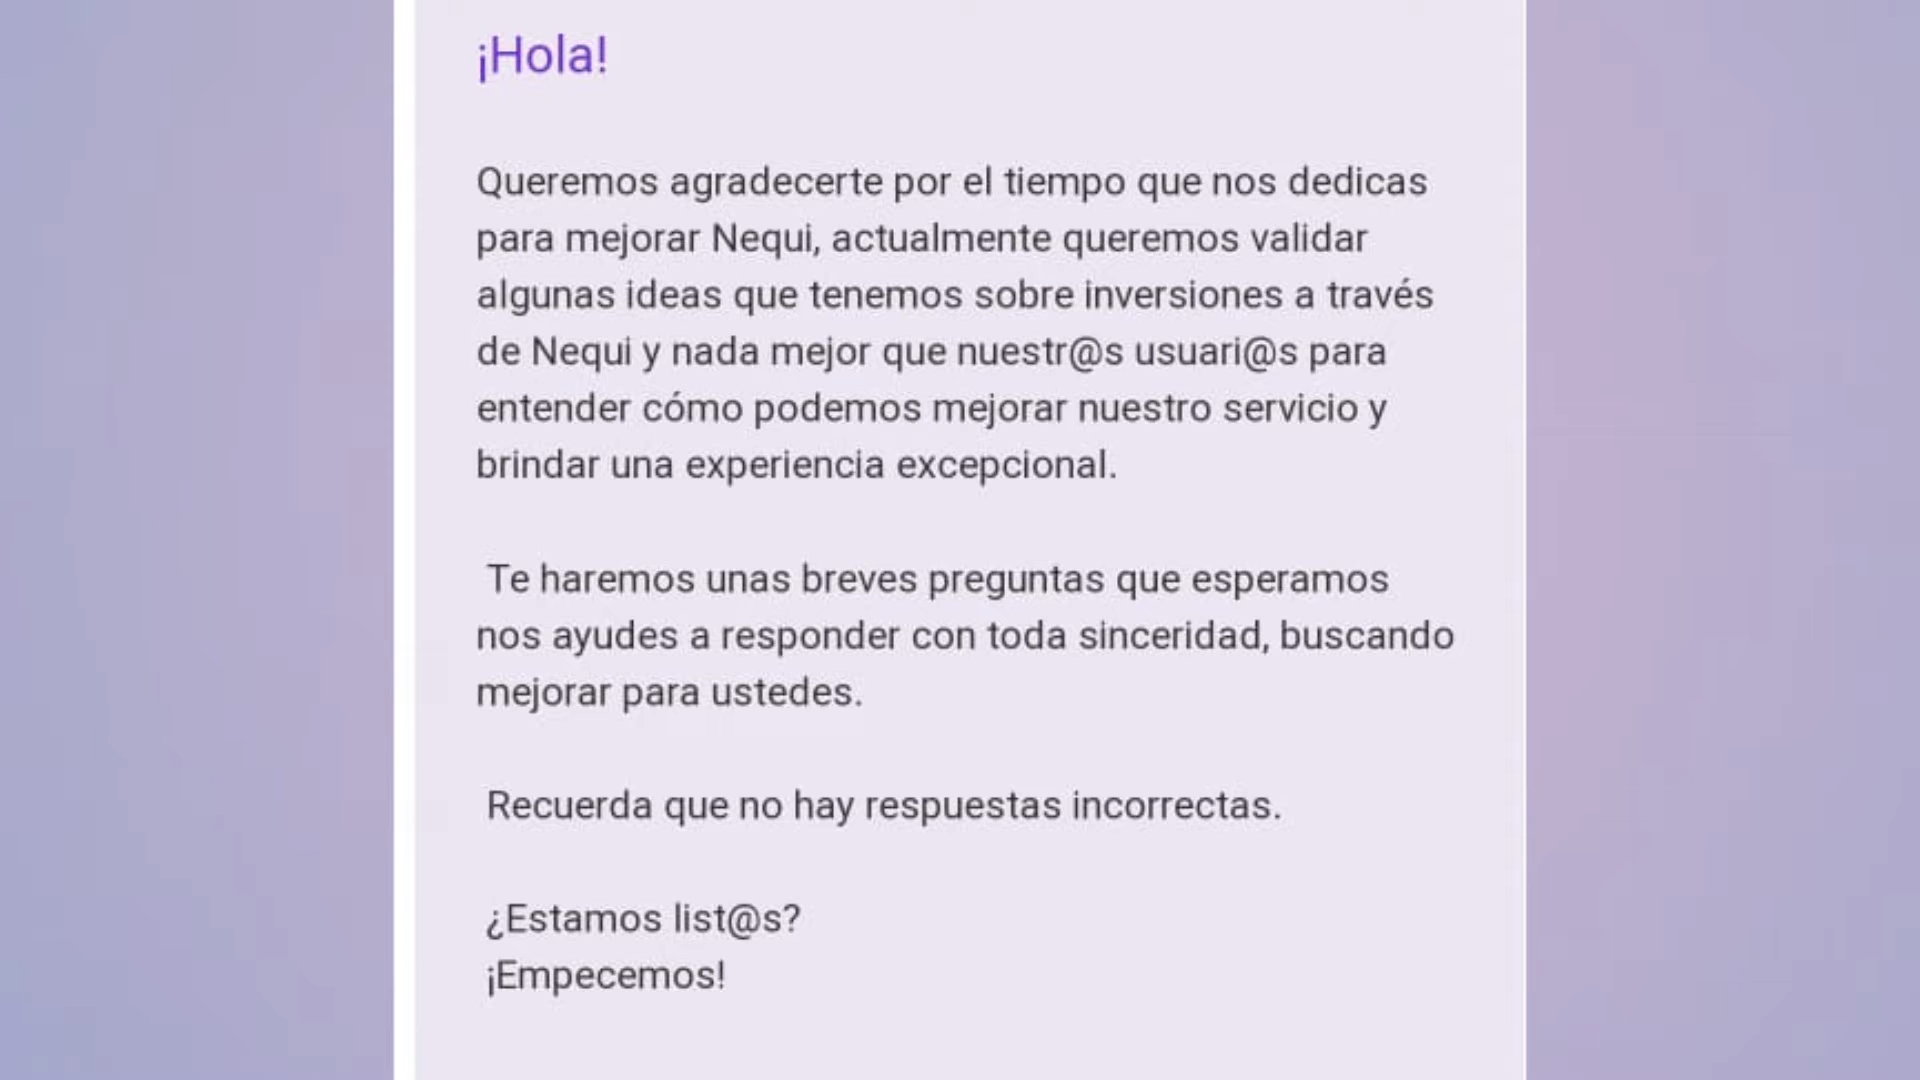 ¡Hola!
Queremos agradecerte por el tiempo que nos dedicas
para mejorar Nequi, actualmente queremos validar
algunas ideas que tenemos sobre inversiones a través
de Nequi y nada mejor que nuestr@s usuari@s para
entender cómo podemos mejorar nuestro servicio y
brindar una experiencia excepcional.
Te haremos unas breves preguntas que esperamos
nos ayudes a responder con toda sinceridad, buscando
mejorar para ustedes.
Recuerda que no hay respuestas incorrectas.
¿Estamos list@s?
¡Empecemos!